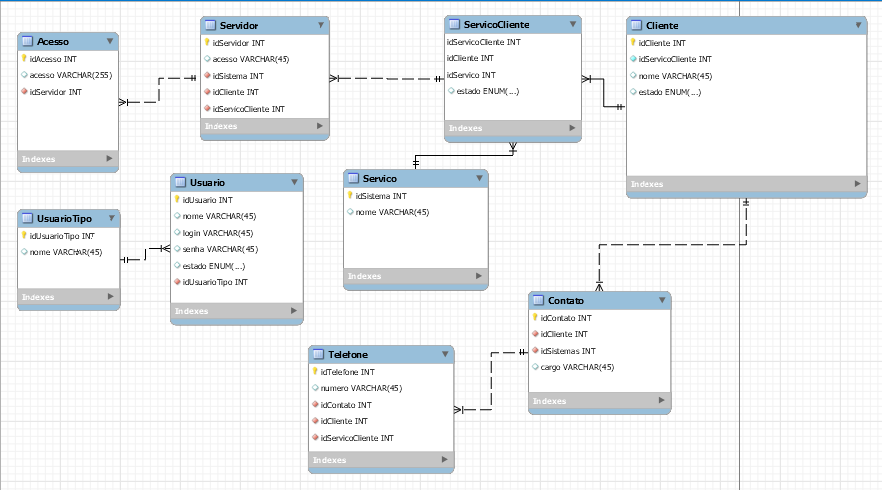 Acesso
idAcesso INT
acesso VARCHAR(255)
idServidor INT
Indexes
Servidor
idServidor INT
acesso VARCHAR(45)
idSistema INT
idCliente INT
idServicoCliente INT
Indexes
ServicoCliente
idServicoCliente INT
idCliente INT
idServico INT
estado ENUM(...)
Indexes
Cliente
idCliente INT
idServicoCliente INT
nome VARCHAR(45)
estado ENUM(...)
Indexes
UsuarioTipo
idUsuarioTipo INT
nome VARCHAR(45)
Indexes
Usuario
idUsuario INT
nome VARCHAR(45)
login VARCHAR(45)
senha VARCHAR(45)
estado ENUM(...)
idUsuarioTipo INT
Indexes
Servico
idSistema INT
nome VARCHAR(45)
Indexes
Contato
idContato INT
idCliente INT
idSistemas INT
cargo VARCHAR(45)
Indexes
Telefone
idTelefone INT
numero VARCHAR(45)
idContato INT
idCliente INT
idServicoCliente INT
Indexes